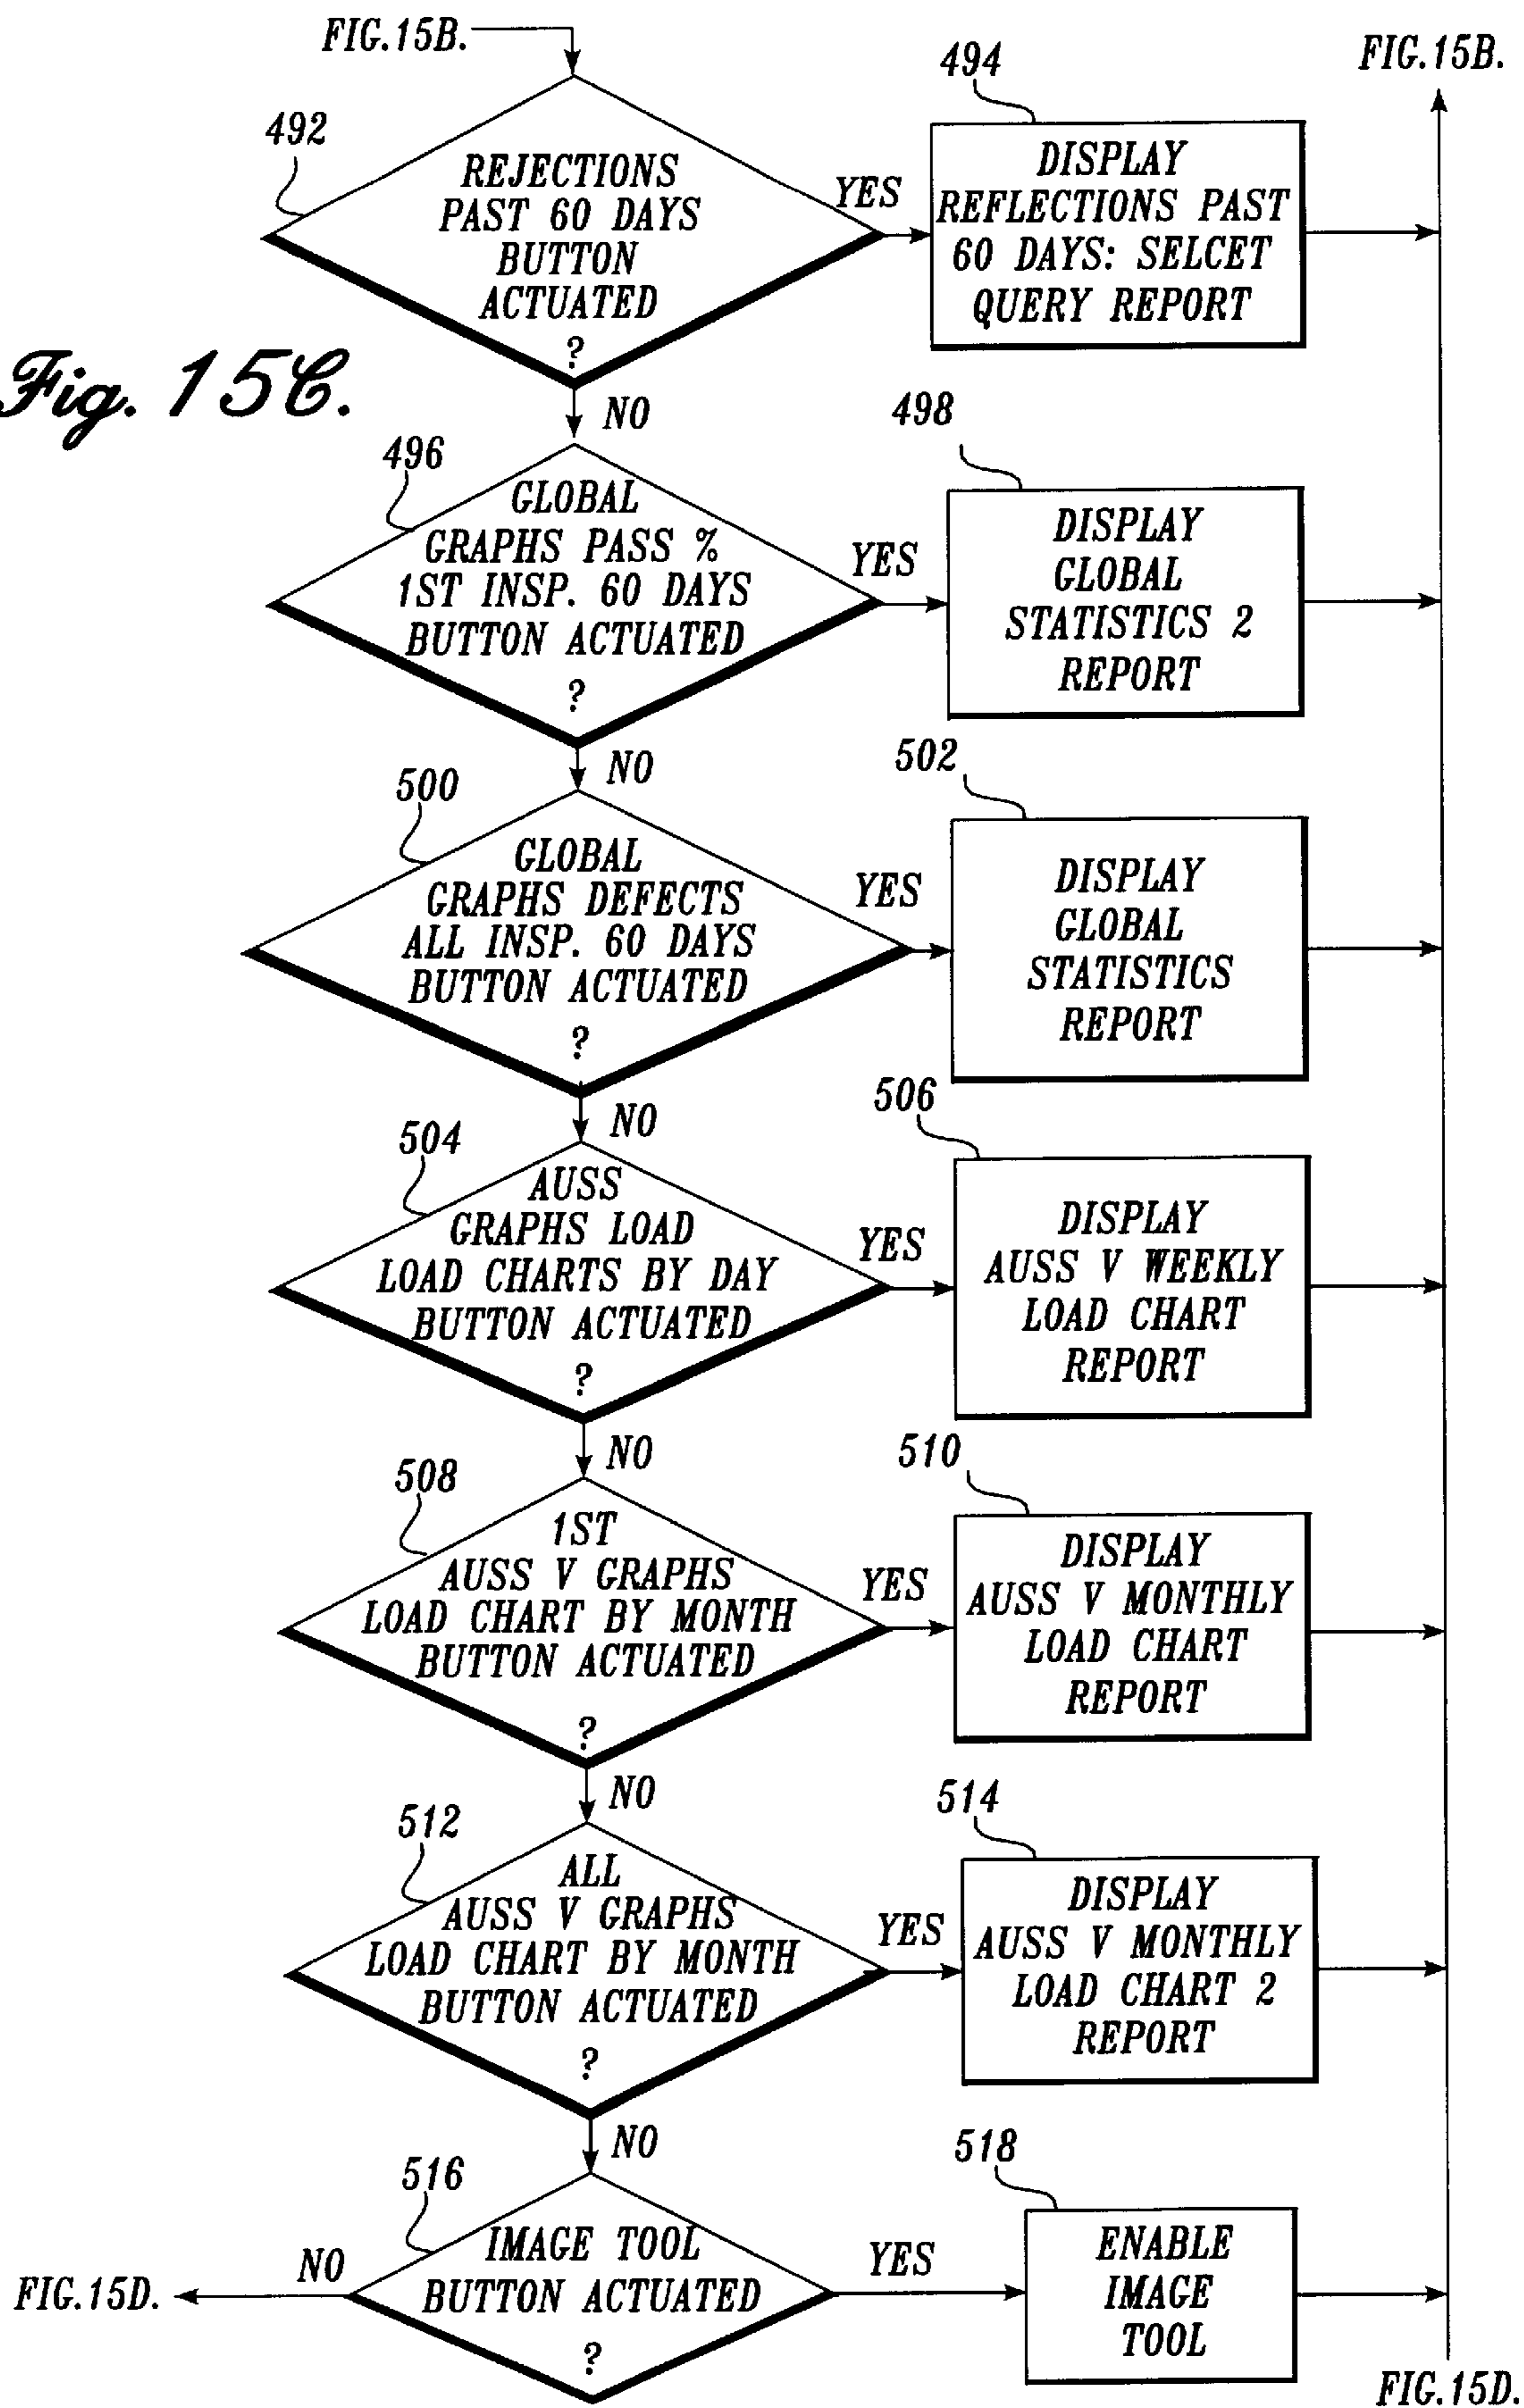 FIG.15B.
FIG.15B.
492
REJECTIONS
PAST 60 DAYS
BUTTON
ACTUATED
?
YES
494
DISPLAY
REFLECTIONS PAST
60 DAYS: SELCET
QUERY REPORT
Fig. 15C.
NO
496
GLOBAL
GRAPHS PASS %
1ST INSP. 60 DAYS
BUTTON ACTUATED
?
YES
498
DISPLAY
GLOBAL
STATISTICS 2
REPORT
NO
500
GLOBAL
GRAPHS DEFECTS
ALL INSP. 60 DAYS
BUTTON ACTUATED
?
YES
502
DISPLAY
GLOBAL
STATISTICS
REPORT
NO
504
AUSS
GRAPHS LOAD
LOAD CHARTS BY DAY
BUTTON ACTUATED
?
YES
506
DISPLAY
AUSS V WEEKLY
LOAD CHART
REPORT
NO
508
1ST
AUSS V GRAPHS
LOAD CHART BY MONTH
BUTTON ACTUATED
?
YES
510
DISPLAY
AUSS V MONTHLY
LOAD CHART
REPORT
NO
512
ALL
AUSS V GRAPHS
LOAD CHART BY MONTH
BUTTON ACTUATED
?
YES
514
DISPLAY
AUSS V MONTHLY
LOAD CHART 2
REPORT
NO
516
IMAGE TOOL
BUTTON ACTUATED
?
YES
518
ENABLE
IMAGE
TOOL
NO
FIG.15D.
FIG.15D.